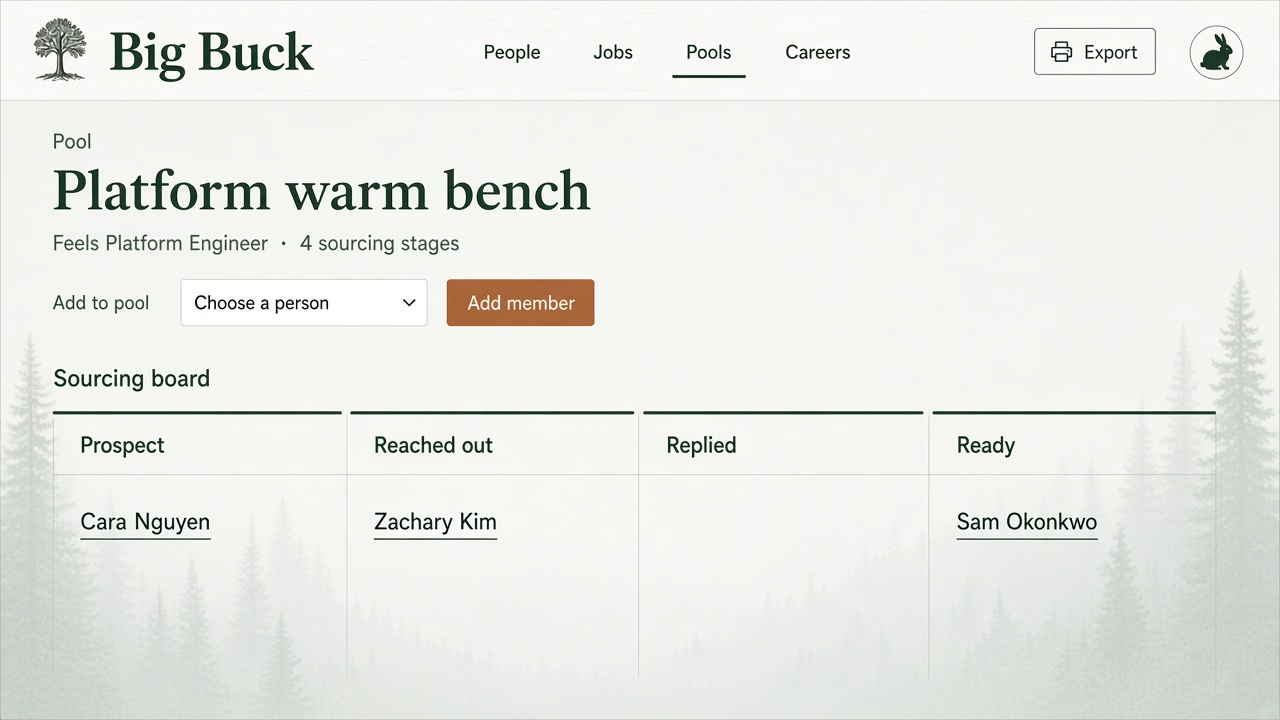 Big Buck
People Jobs Pools Careers
Export
Pool
Platform warm bench
Feels Platform Engineer · 4 sourcing stages
Add to pool Choose a person Add member
Sourcing board
Prospect Reached out Replied Ready
Cara Nguyen Zachary Kim Sam Okonkwo